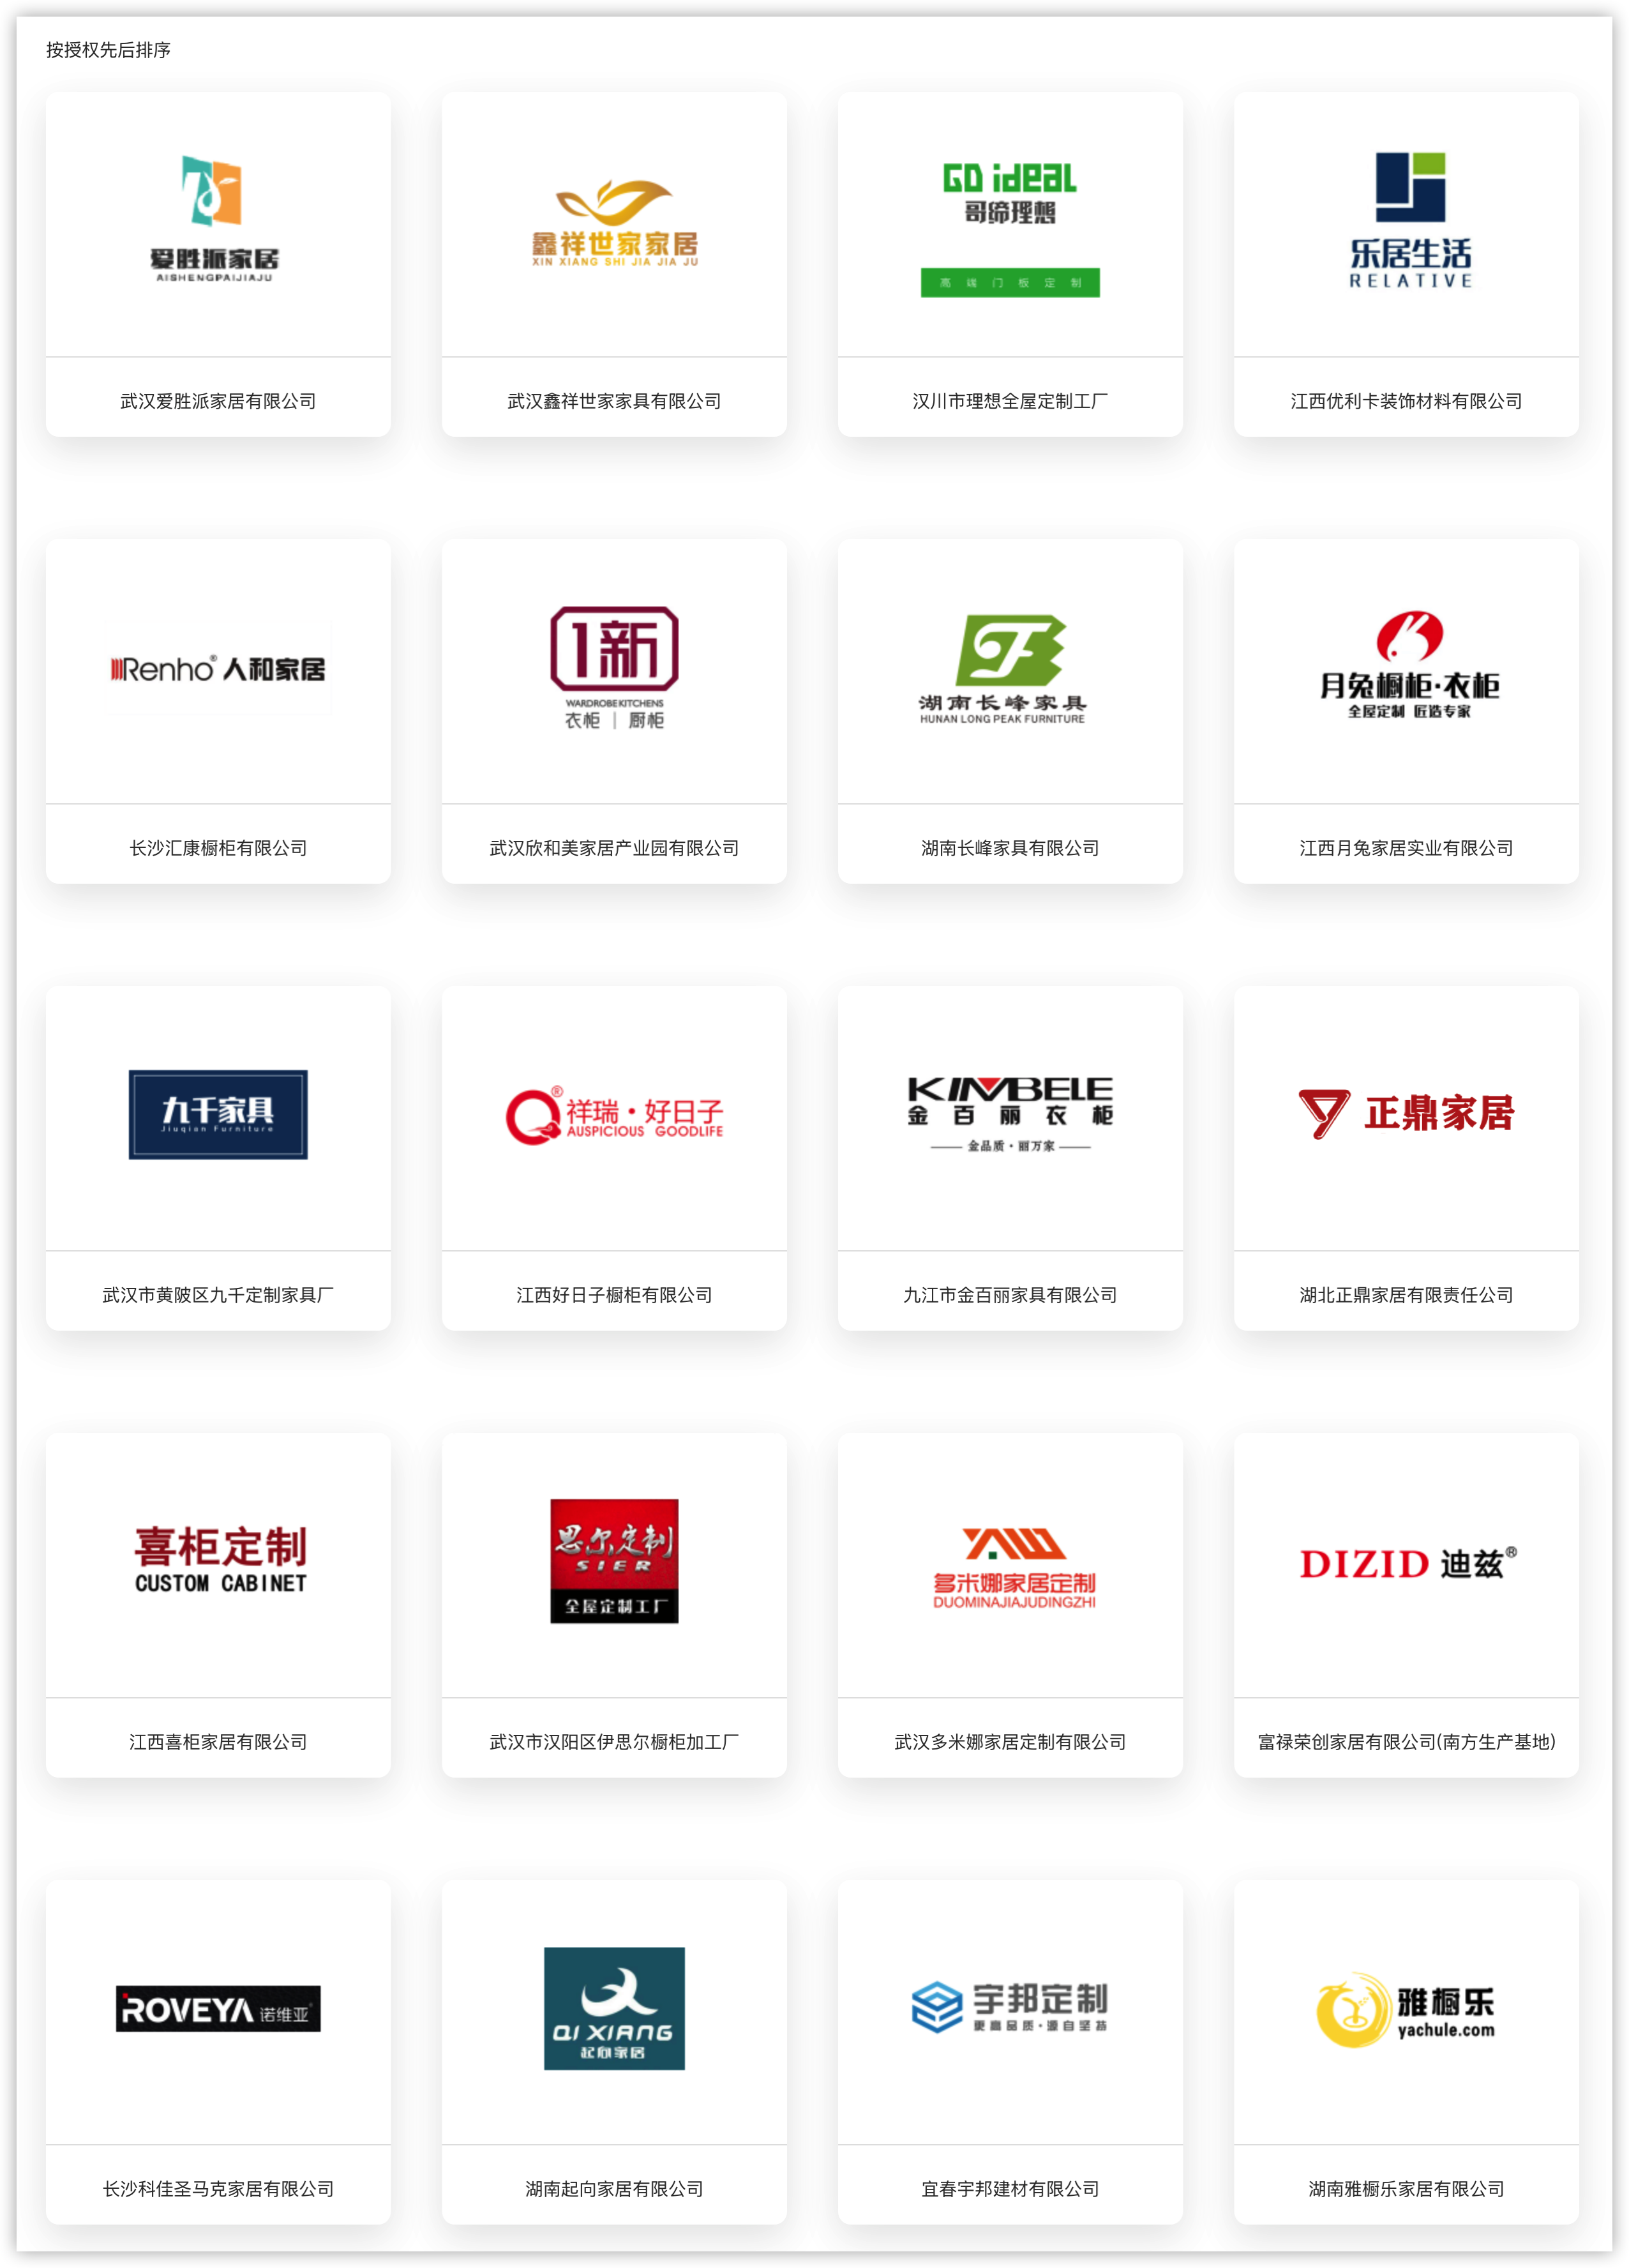 按授权先后排序
爱胜派家居
AISHENGPAIJIAJU
武汉爱胜派家居有限公司
鑫祥世家家居
XIN XIANG SHI JIA JIA JU
武汉鑫祥世家家具有限公司
GD ideal
哥缔理想
高端门板定制
汉川市理想全屋定制工厂
乐居生活
RELATIVE
江西优利卡装饰材料有限公司
Renho® 人和家居
长沙汇康橱柜有限公司
1新
WARDROBE KITCHENS
衣柜 | 厨柜
武汉欣和美家居产业园有限公司
湖南长峰家具
HUNAN LONG PEAK FURNITURE
湖南长峰家具有限公司
月兔橱柜·衣柜
全屋定制 匠造专家
江西月兔家居实业有限公司
九千家具
Jiuqian Furniture
武汉市黄陂区九千定制家具厂
®
祥瑞·好日子
AUSPICIOUS GOODLIFE
江西好日子橱柜有限公司
KIMBELE
金百丽衣柜
金品质·丽万家
九江市金百丽家具有限公司
正鼎家居
湖北正鼎家居有限责任公司
喜柜定制
CUSTOM CABINET
江西喜柜家居有限公司
思尔定制
SIER
全屋定制工厂
武汉市汉阳区伊思尔橱柜加工厂
多米娜家居定制
DUOMINAJIAJUDINGZHI
武汉多米娜家居定制有限公司
DIZID 迪兹®
富禄荣创家居有限公司(南方生产基地)
ROVEYA 诺维亚®
长沙科佳圣马克家居有限公司
QI XIANG
起向家居
湖南起向家居有限公司
宇邦定制
更高品质·源自坚持
宜春宇邦建材有限公司
雅橱乐
yachule.com
湖南雅橱乐家居有限公司